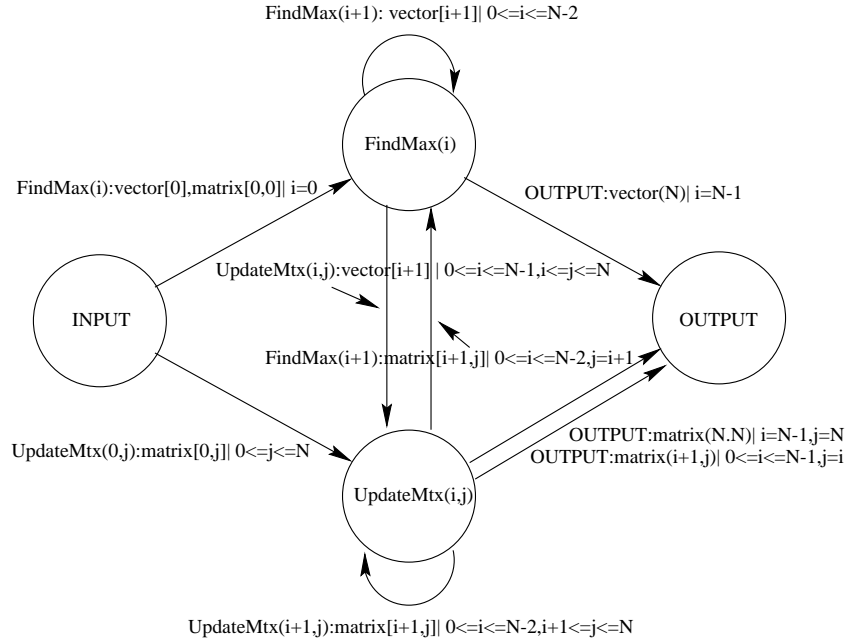 FindMax(i+1): vector[i+1]| 0<=i<=N-2
FindMax(i)
FindMax(i):vector[0],matrix[0,0]| i=0
OUTPUT:vector(N)| i=N-1
UpdateMtx(i,j):vector[i+1] | 0<=i<=N-1,i<=j<=N
INPUT
OUTPUT
FindMax(i+1):matrix[i+1,j]| 0<=i<=N-2,j=i+1
UpdateMtx(0,j):matrix[0,j]| 0<=j<=N
OUTPUT:matrix(N.N)| i=N-1,j=N
OUTPUT:matrix(i+1,j)| 0<=i<=N-1,j=i
UpdateMtx(i,j)
UpdateMtx(i+1,j):matrix[i+1,j]| 0<=i<=N-2,i+1<=j<=N